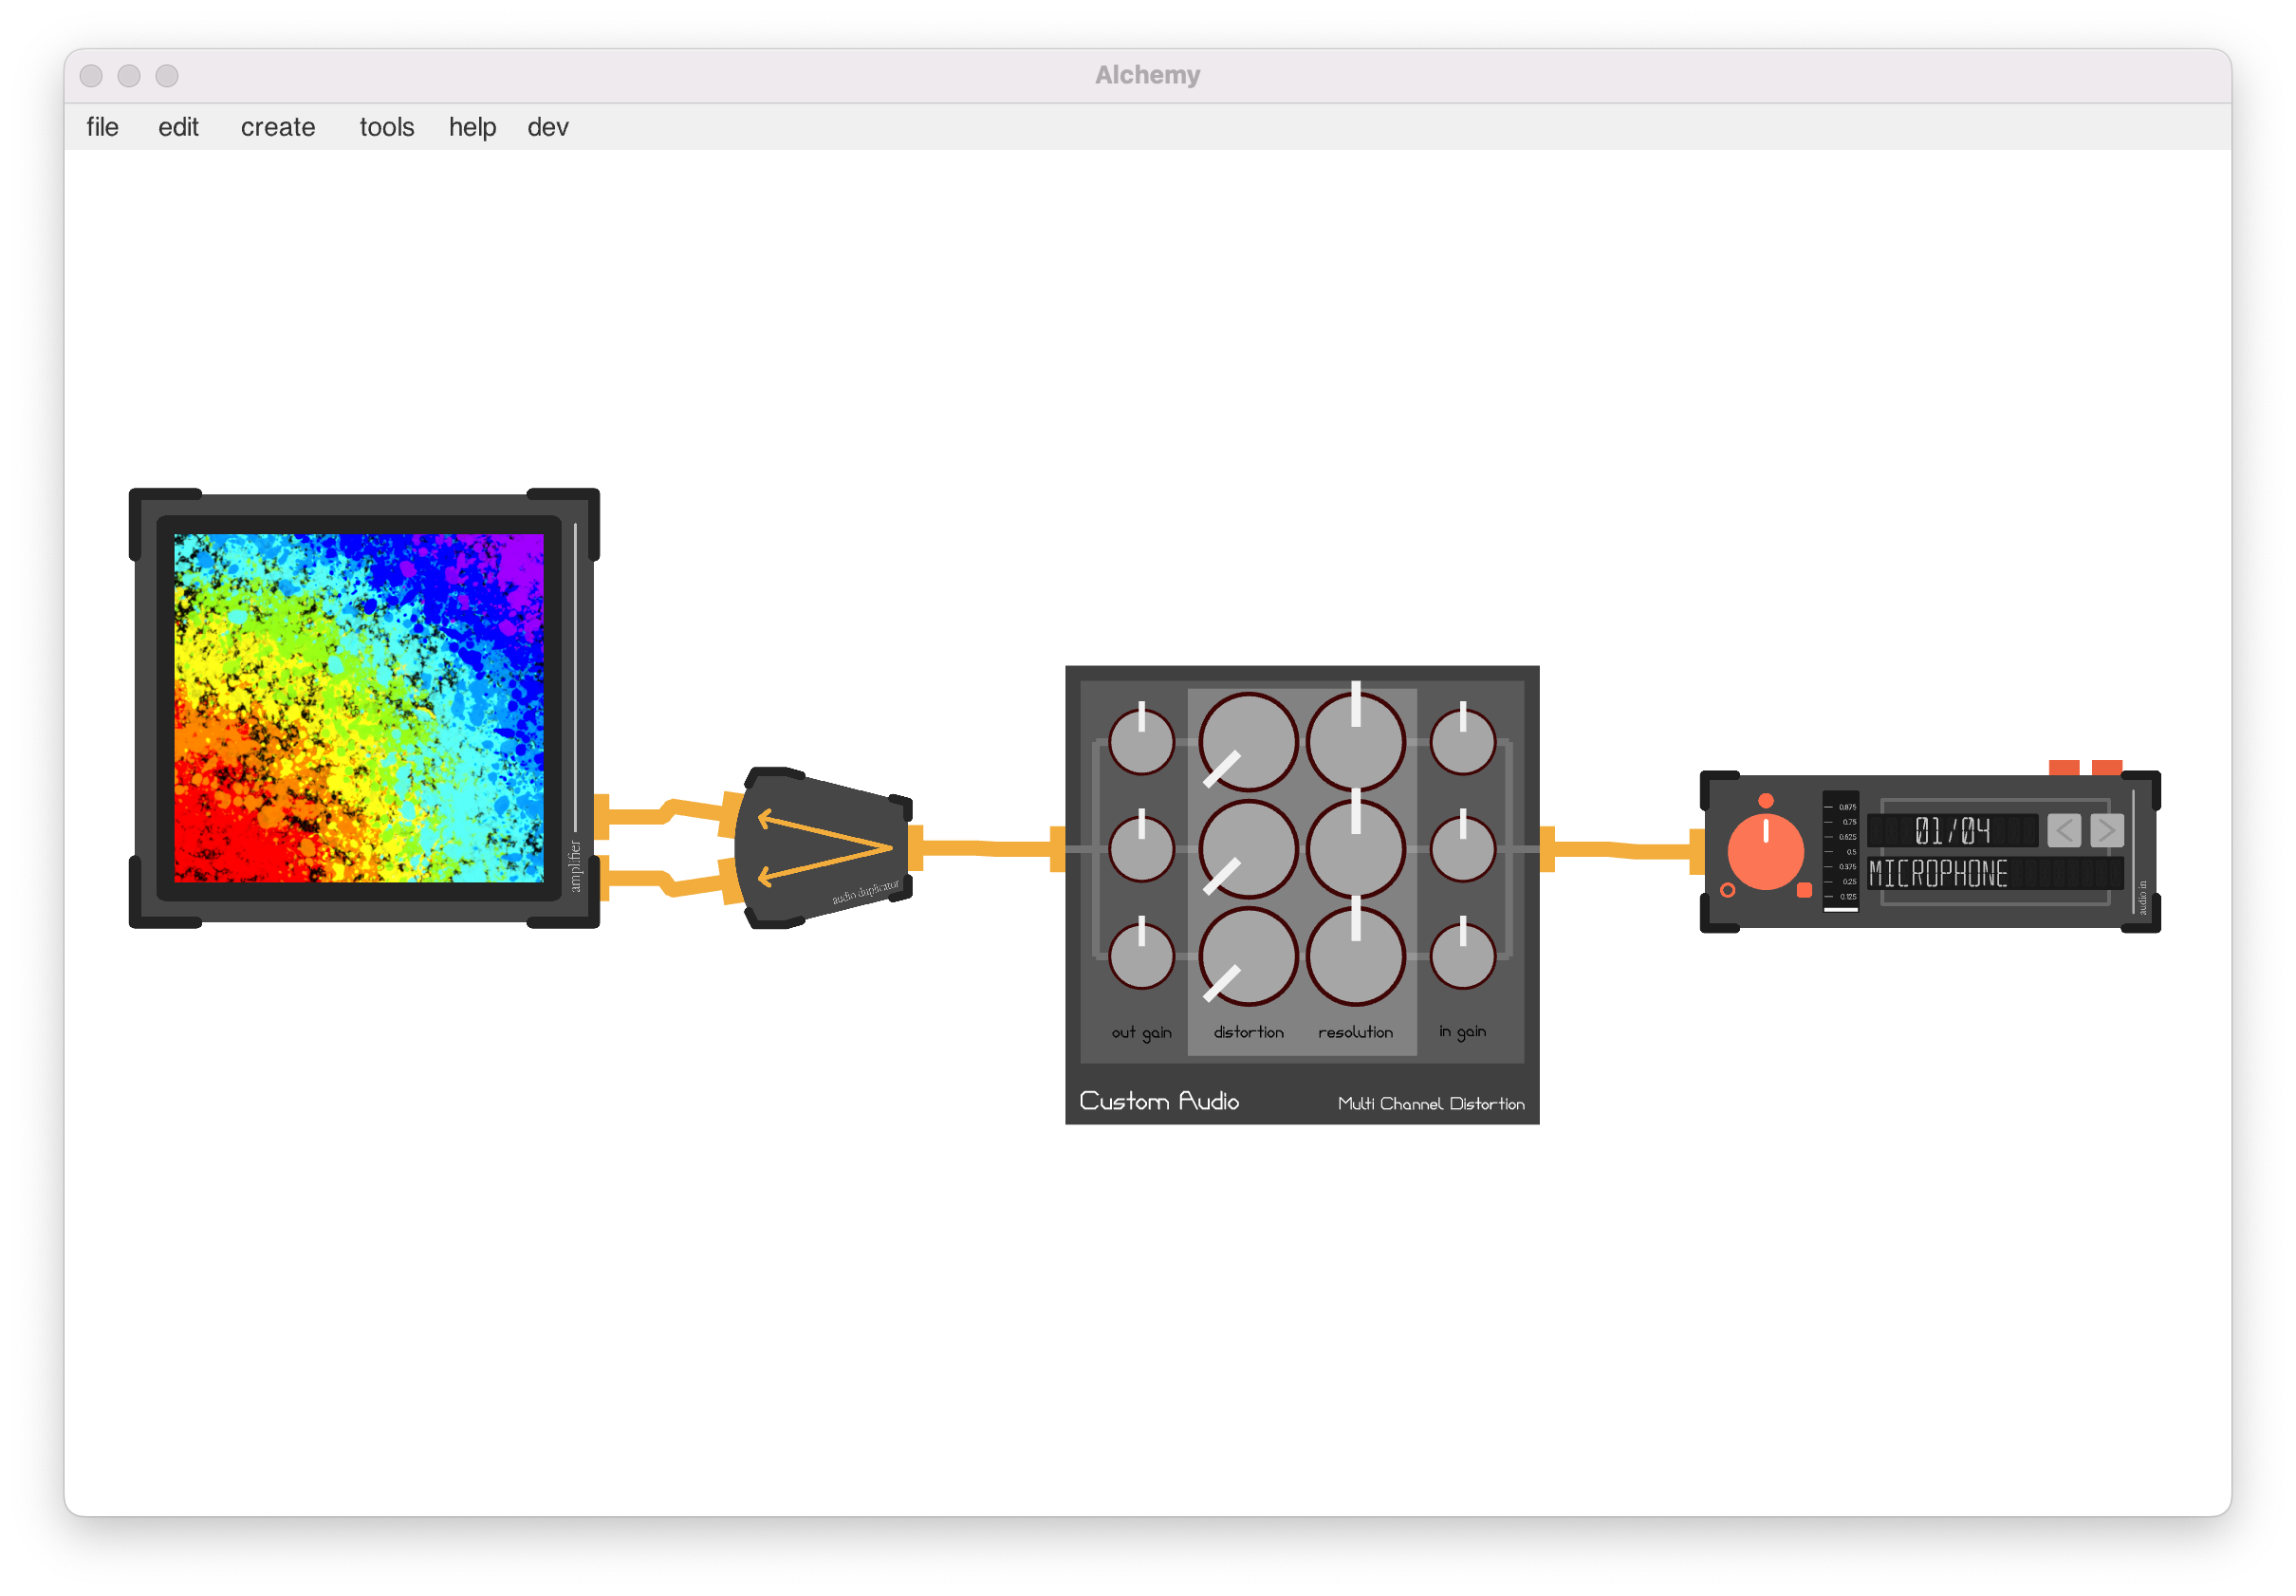 Alchemy
file edit create tools help dev
amplifier
audio duplicator
out gain distortion resolution in gain
Custom Audio Multi Channel Distortion
0.875
0.75
0.625
0.5
0.375
0.25
0.125
01/04 < >
MICROPHONE
audio in